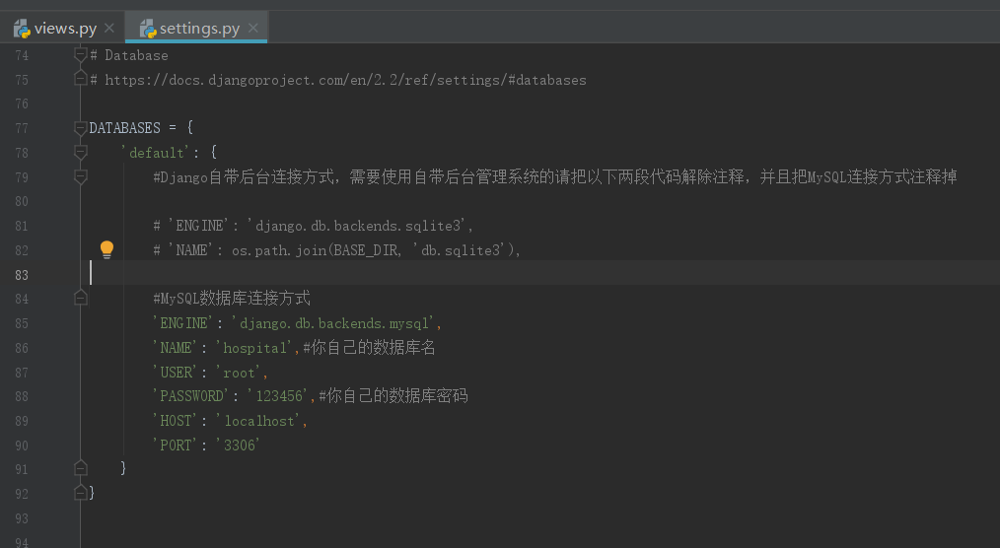 views.py
settings.py
74 # Database
75 # https://docs.djangoproject.com/en/2.2/ref/settings/#databases
76
77 DATABASES = {
78 'default': {
79 #Django自带后台连接方式，需要使用自带后台管理系统的请把以下两段代码解除注释，并且把MySQL连接方式注释掉
80
81 # 'ENGINE': 'django.db.backends.sqlite3',
82 # 'NAME': os.path.join(BASE_DIR, 'db.sqlite3'),
83
84 #MySQL数据库连接方式
85 'ENGINE': 'django.db.backends.mysql',
86 'NAME': 'hospital',#你自己的数据库名
87 'USER': 'root',
88 'PASSWORD': '123456',#你自己的数据库密码
89 'HOST': 'localhost',
90 'PORT': '3306'
91 }
92 }
93
94